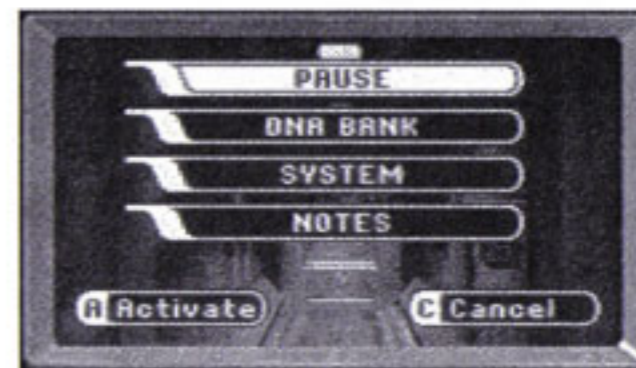 PAUSE
DNA BANK
SYSTEM
NOTES
A Activate C Cancel